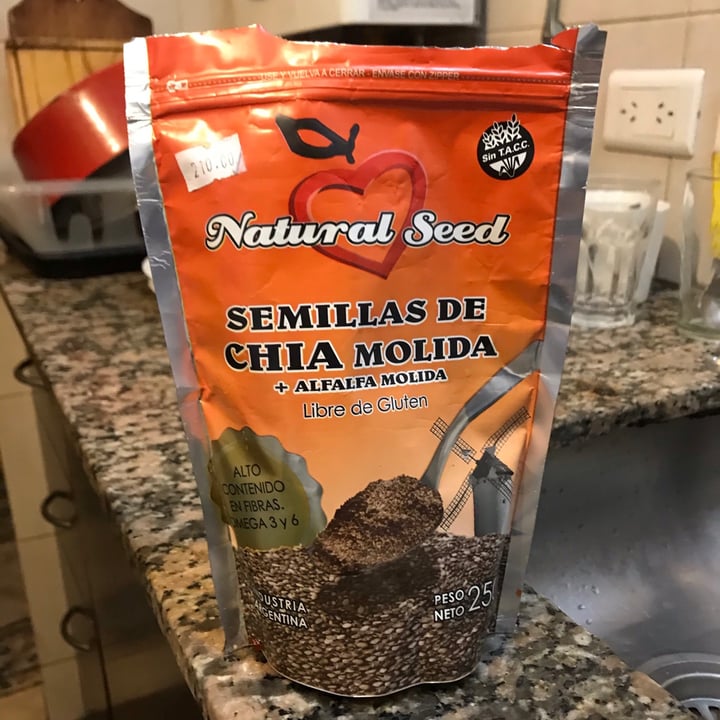 USE Y VUELVA A CERRAR - ENVASE CON ZIPPER
210.00
Sin T.A.C.C.
Natural Seed
SEMILLAS DE
CHIA MOLIDA
+ ALFALFA MOLIDA
Libre de Gluten
ALTO
CONTENIDO
EN FIBRAS.
OMEGA 3 y 6
INDUSTRIA
ARGENTINA
PESO
NETO 25